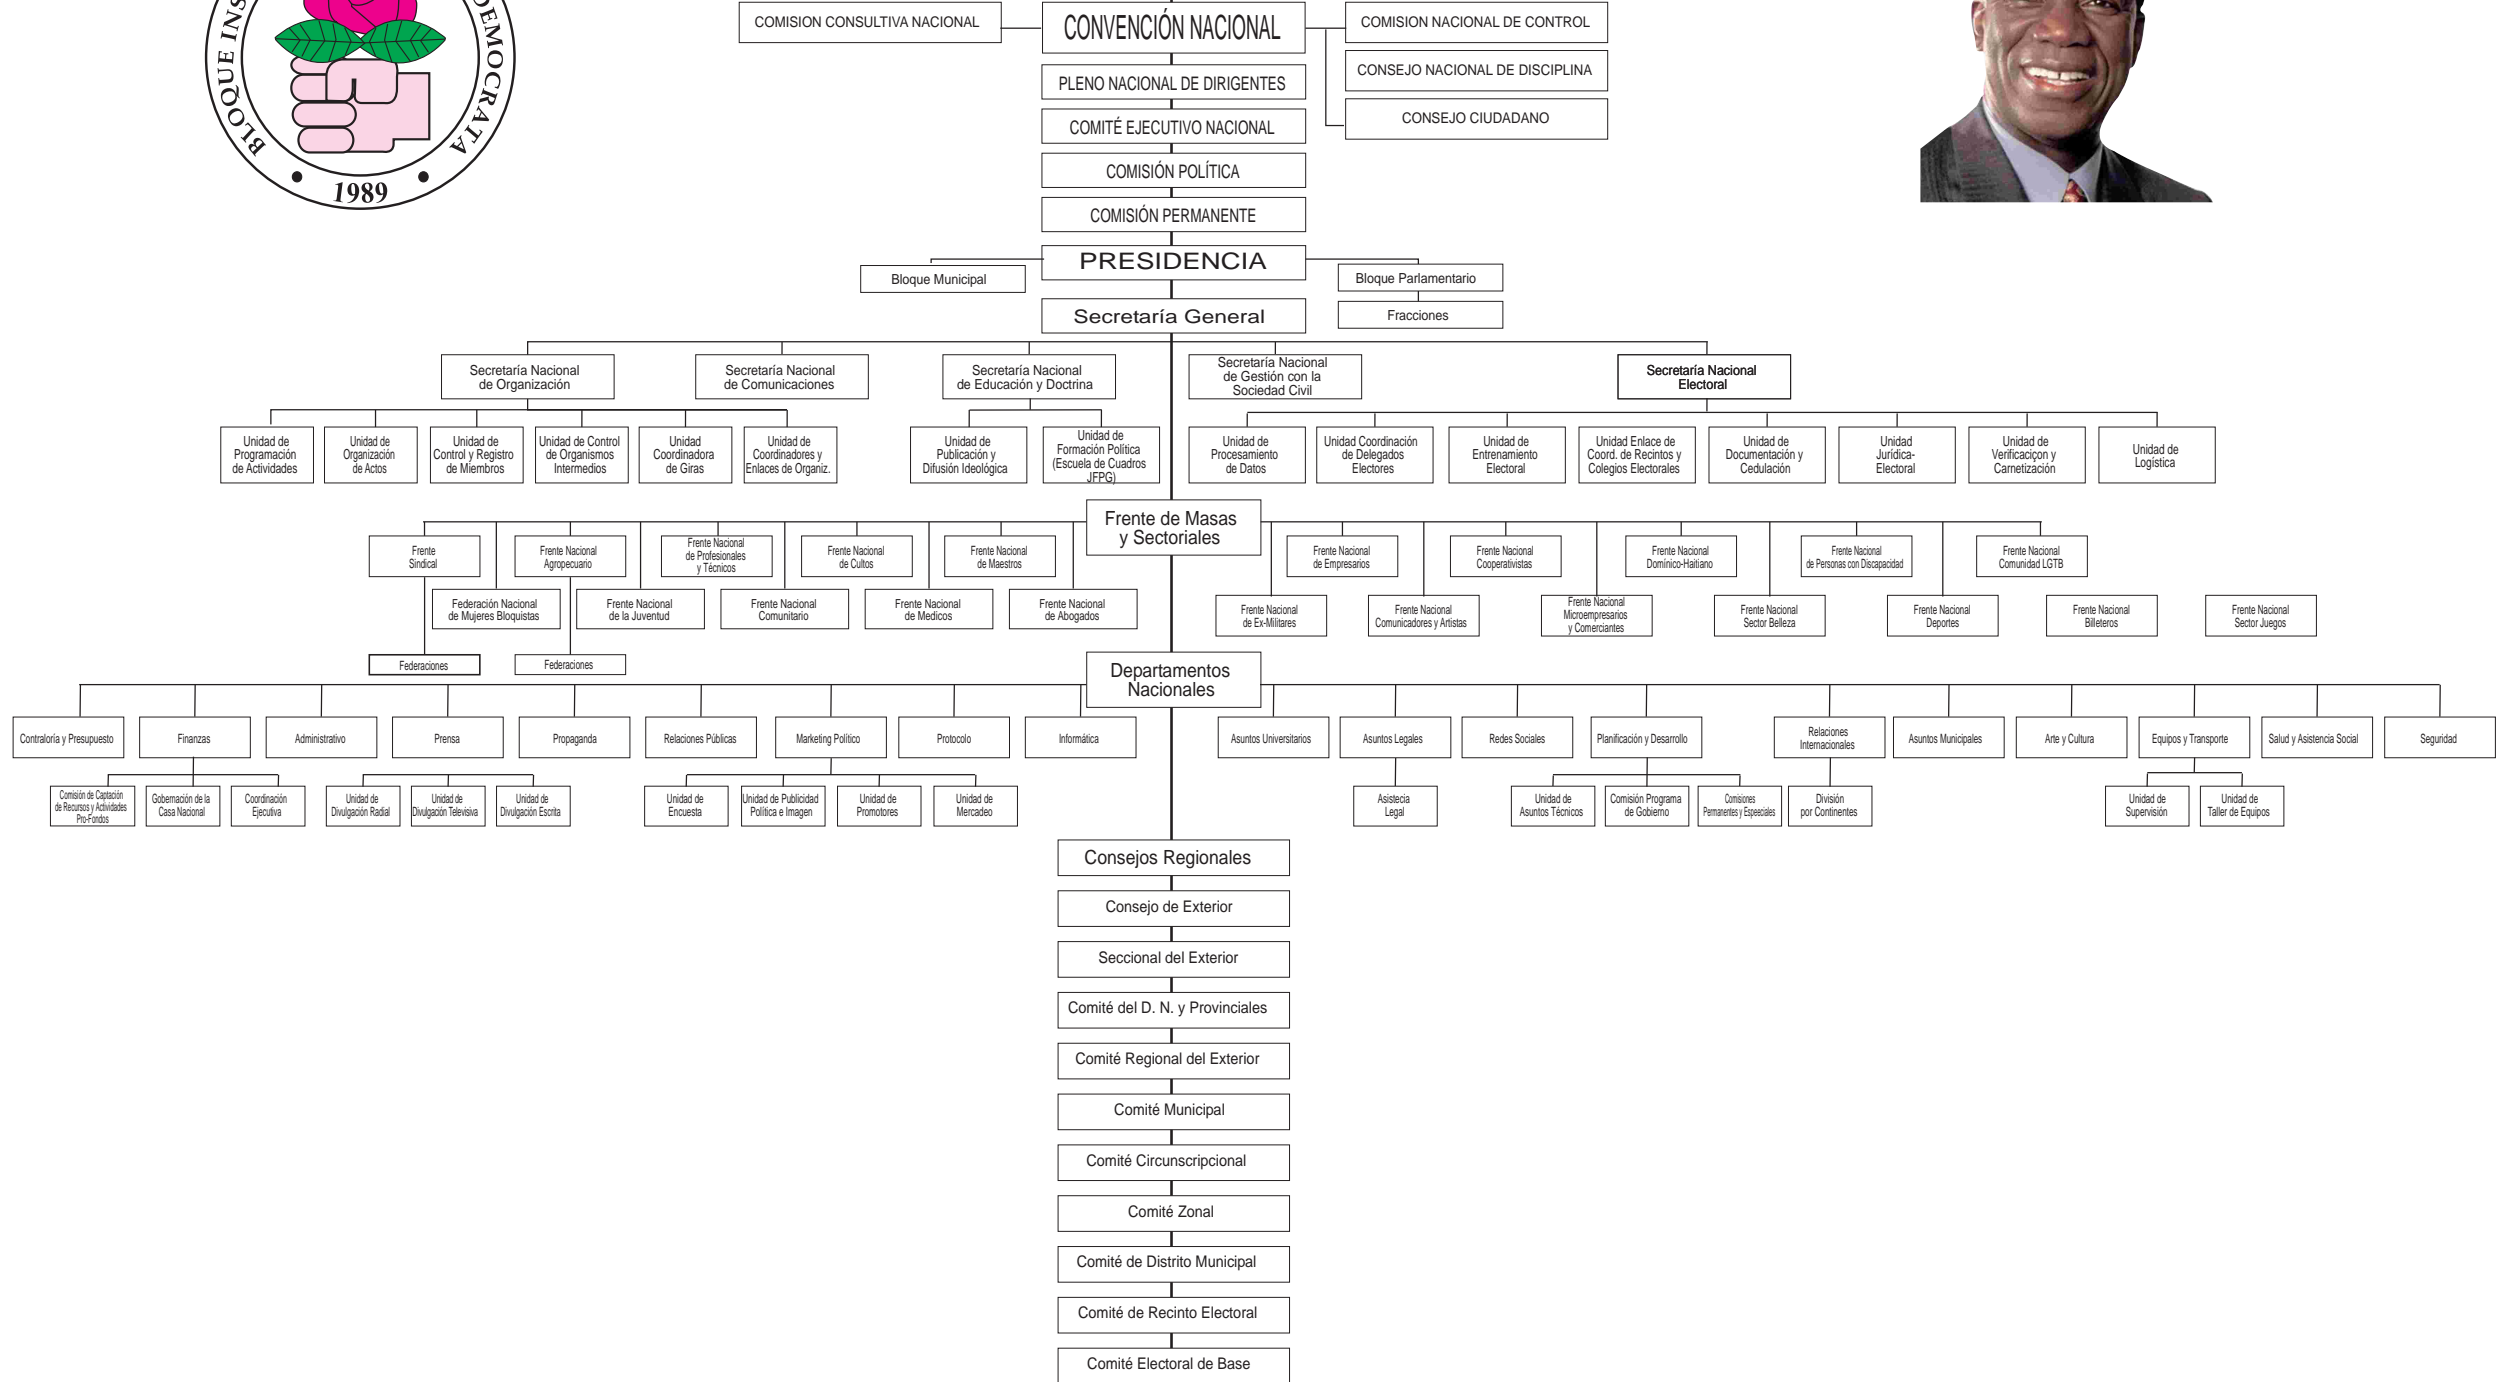 BLOQUE INS
DEMOCRATA
1989
COMISION CONSULTIVA NACIONAL
CONVENCIÓN NACIONAL
COMISION NACIONAL DE CONTROL
CONSEJO NACIONAL DE DISCIPLINA
CONSEJO CIUDADANO
PLENO NACIONAL DE DIRIGENTES
COMITÉ EJECUTIVO NACIONAL
COMISIÓN POLÍTICA
COMISIÓN PERMANENTE
PRESIDENCIA
Bloque Municipal
Bloque Parlamentario
Fracciones
Secretaría General
Secretaría Nacional
de Organización
Secretaría Nacional
de Comunicaciones
Secretaría Nacional
de Educación y Doctrina
Secretaría Nacional
de Gestión con la
Sociedad Civil
Secretaría Nacional
Electoral
Unidad de
Programación
de Actividades
Unidad de
Organización
de Actos
Unidad de
Control y Registro
de Miembros
Unidad de Control
de Organismos
Intermedios
Unidad
Coordinadora
de Giras
Unidad de
Coordinadores y
Enlaces de Organiz.
Unidad de
Publicación y
Difusión Ideológica
Unidad de
Formación Política
(Escuela de Cuadros
JFPG)
Unidad de
Procesamiento
de Datos
Unidad Coordinación
de Delegados
Electores
Unidad de
Entrenamiento
Electoral
Unidad Enlace de
Coord. de Recintos y
Colegios Electorales
Unidad de
Documentación y
Cedulación
Unidad
Jurídica-
Electoral
Unidad de
Verificaciçon y
Carnetización
Unidad de
Logística
Frente de Masas
y Sectoriales
Frente
Sindical
Frente Nacional
Agropecuario
Frente Nacional
de Profesionales
y Técnicos
Frente Nacional
de Cultos
Frente Nacional
de Maestros
Frente Nacional
de Empresarios
Frente Nacional
Cooperativistas
Frente Nacional
Domínico-Haitiano
Frente Nacional
de Personas con Discapacidad
Frente Nacional
Comunidad LGTB
Federación Nacional
de Mujeres Bloquistas
Frente Nacional
de la Juventud
Frente Nacional
Comunitario
Frente Nacional
de Medicos
Frente Nacional
de Abogados
Frente Nacional
de Ex-Militares
Frente Nacional
Comunicadores y Artistas
Frente Nacional
Microempresarios
y Comerciantes
Frente Nacional
Sector Belleza
Frente Nacional
Deportes
Frente Nacional
Billeteros
Frente Nacional
Sector Juegos
Federaciones
Federaciones
Departamentos
Nacionales
Contraloría y Presupuesto
Finanzas
Administrativo
Prensa
Propaganda
Relaciones Públicas
Marketing Político
Protocolo
Informática
Asuntos Universitarios
Asuntos Legales
Redes Sociales
Planificación y Desarrollo
Relaciones
Internacionales
Asuntos Municipales
Arte y Cultura
Equipos y Transporte
Salud y Asistencia Social
Seguridad
Comisión de Captación
de Recursos y Actividades
Pro-Fondos
Gobernación de la
Casa Nacional
Coordinación
Ejecutiva
Unidad de
Divulgación Radial
Unidad de
Divulgación Televisiva
Unidad de
Divulgación Escrita
Unidad de
Encuesta
Unidad de Publicidad
Política e Imagen
Unidad de
Promotores
Unidad de
Mercadeo
Asistecia
Legal
Unidad de
Asuntos Técnicos
Comisión Programa
de Gobierno
Comisiones
Permanentes y Espeeciales
División
por Continentes
Unidad de
Supervisión
Unidad de
Taller de Equipos
Consejos Regionales
Consejo de Exterior
Seccional del Exterior
Comité del D. N. y Provinciales
Comité Regional del Exterior
Comité Municipal
Comité Circunscripcional
Comité Zonal
Comité de Distrito Municipal
Comité de Recinto Electoral
Comité Electoral de Base